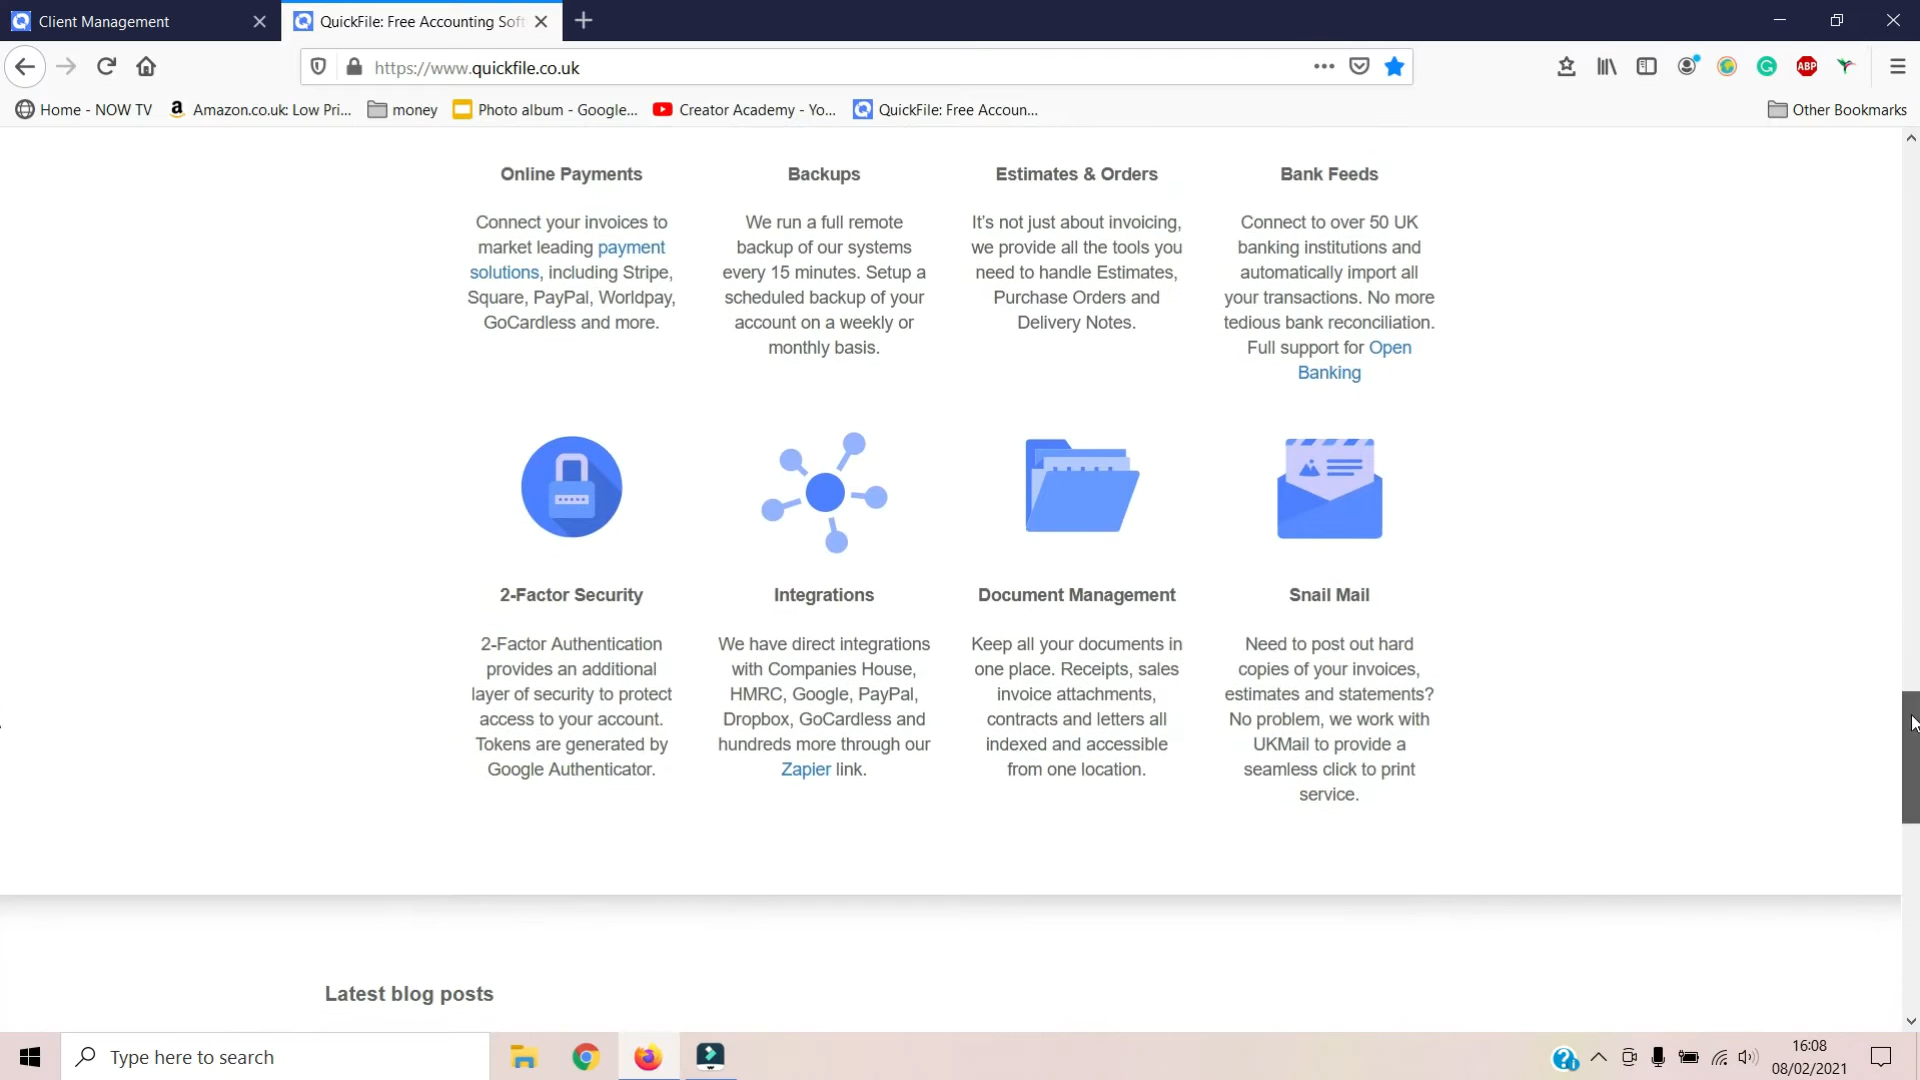 Client Management
QuickFile: Free Accounting Soft
https://www.quickfile.co.uk
Home - NOW TV
Amazon.co.uk: Low Pri...
money
Photo album - Google...
Creator Academy - Yo...
QuickFile: Free Accoun...
Other Bookmarks
ABP
Online Payments
Connect your invoices to
market leading payment
solutions, including Stripe,
Square, PayPal, Worldpay,
GoCardless and more.
Backups
We run a full remote
backup of our systems
every 15 minutes. Setup a
scheduled backup of your
account on a weekly or
monthly basis.
Estimates & Orders
It's not just about invoicing,
we provide all the tools you
need to handle Estimates,
Purchase Orders and
Delivery Notes.
Bank Feeds
Connect to over 50 UK
banking institutions and
automatically import all
your transactions. No more
tedious bank reconciliation.
Full support for Open
Banking
2-Factor Security
2-Factor Authentication
provides an additional
layer of security to protect
access to your account.
Tokens are generated by
Google Authenticator.
Integrations
We have direct integrations
with Companies House,
HMRC, Google, PayPal,
Dropbox, GoCardless and
hundreds more through our
Zapier link.
Document Management
Keep all your documents in
one place. Receipts, sales
invoice attachments,
contracts and letters all
indexed and accessible
from one location.
Snail Mail
Need to post out hard
copies of your invoices,
estimates and statements?
No problem, we work with
UKMail to provide a
seamless click to print
service.
Latest blog posts
Type here to search
16:08
08/02/2021